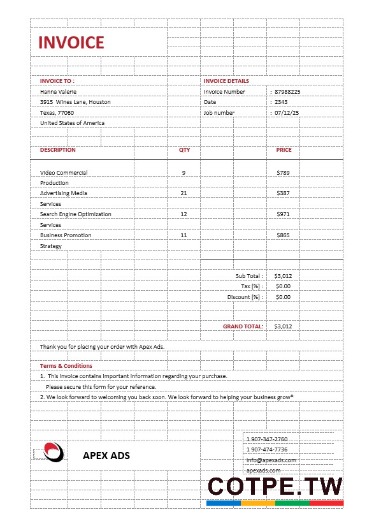 INVOICE
INVOICE TO :
INVOICE DETAILS
Hanna Valerie
Invoice Number : 87988225
3915 Wines Lane, Houston
Date : 2343
Texas, 77060
Job number : 07/12/25
United States of America
DESCRIPTION QTY PRICE
Video Commercial 9 $789
Production
Advertising Media 21 $387
Services
Search Engine Optimization 12 $971
Services
Business Promotion 11 $865
Strategy
Sub Total : $3,012
Tax (%) : $0.00
Discount (%) : $0.00
GRAND TOTAL: $3,012
Thank you for placing your order with Apex Ads.
Terms & Conditions
1. This invoice contains important information regarding your purchase.
Please secure this form for your reference.
2. We look forward to welcoming you back soon. We look forward to helping your business grow"
APEX ADS
1 907-347-2760
1 907-474-7736
info@apexads.com
apexads.com
COTPE.TW